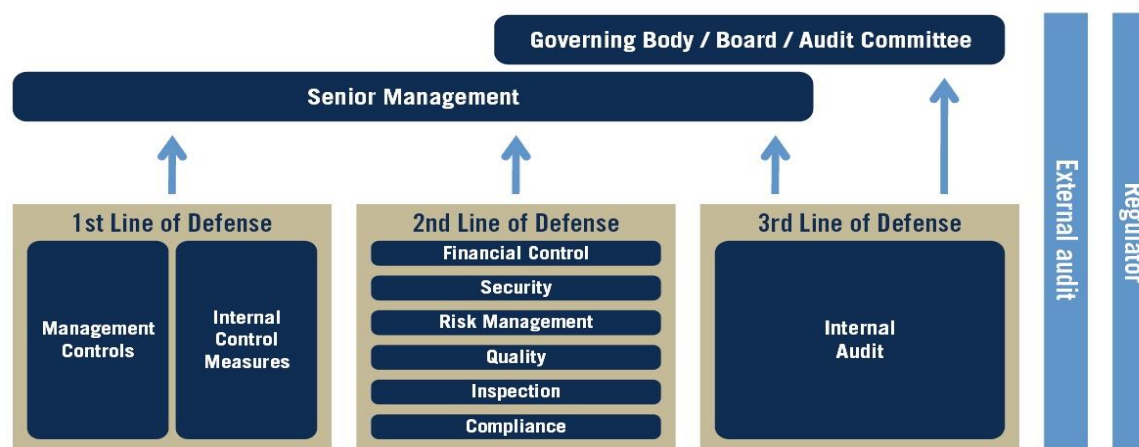 Governing Body / Board / Audit Committee
Senior Management
1st Line of Defense
Management
Controls
Internal
Control
Measures
2nd Line of Defense
Financial Control
Security
Risk Management
Quality
Inspection
Compliance
3rd Line of Defense
Internal
Audit
External audit
Regulator